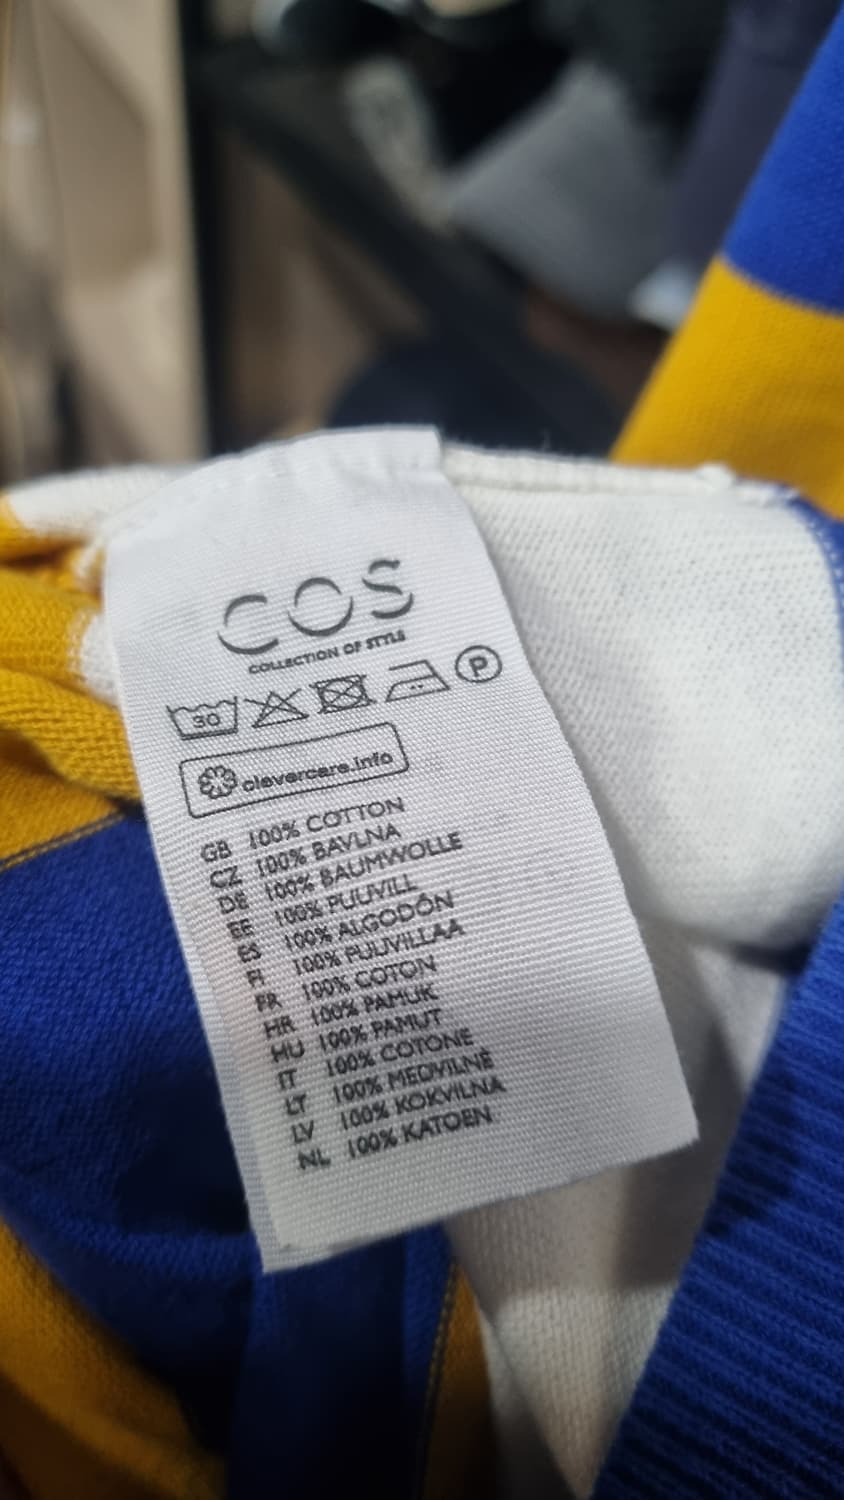 COS
COLLECTION OF STYLE
30 P
clevercare.info
GB 100% COTTON
CZ 100% BAVLNA
DE 100% BAUMWOLLE
EE 100% PUUVILL
ES 100% ALGODÓN
FI 100% PUUVILLAA
FR 100% COTON
HR 100% PAMUK
HU 100% PAMUT
IT 100% COTONE
LT 100% MEDVILNĖ
LV 100% KOKVILNA
NL 100% KATOEN